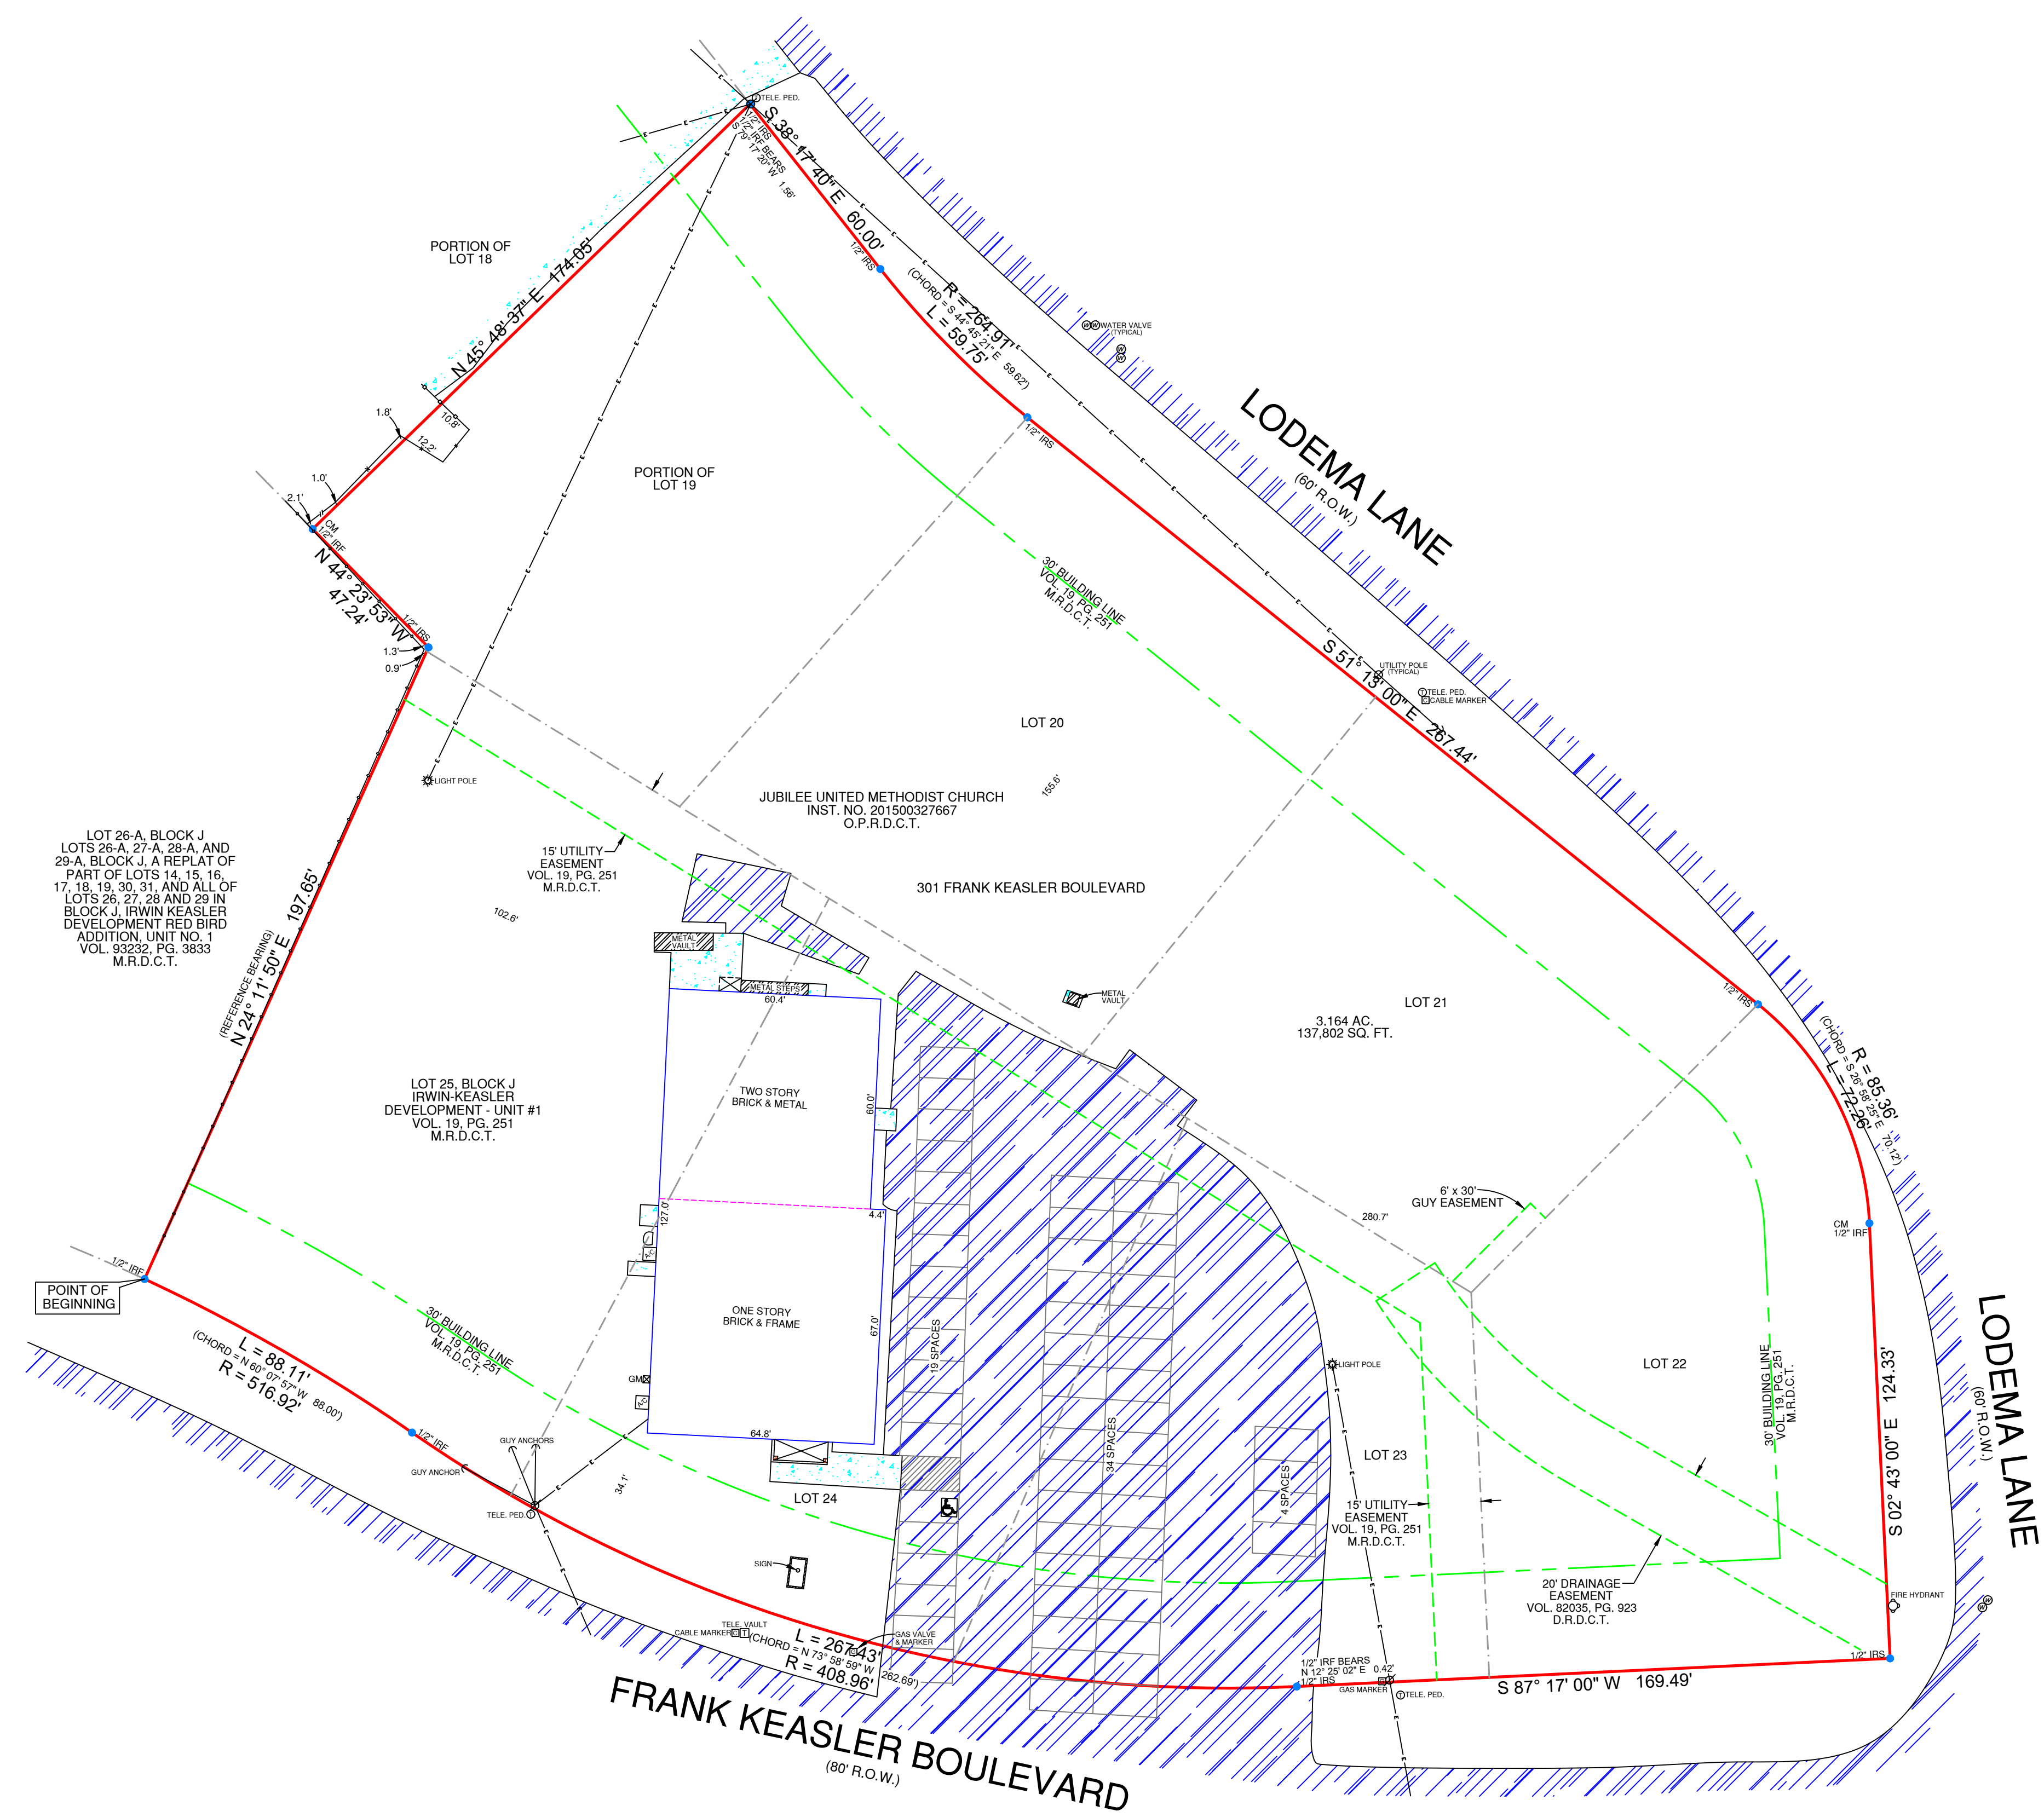 TELE. PED.
1/2" IRS
1/2" IRF BEARS
S 79° 17' 20" W 1.56'
S 38° 17' 40" E 60.00'
1/2" IRS
PORTION OF
LOT 18
N 45° 48' 37" E 174.05'
R = 264.91'
(CHORD = S 44° 45' 21" E 59.62')
L = 59.75'
1/2" IRS
WATER VALVE
(TYPICAL)
LODEMA LANE
(60' R.O.W.)
1.8'
10.8'
12.2'
1.0'
2.1'
CM
1/2" IRF
N 44° 23' 53" W
47.24'
1/2" IRS
1.3'
0.9'
PORTION OF
LOT 19
30' BUILDING LINE
VOL. 19, PG. 251
M.R.D.C.T.
S 51° 13' 00" E 267.44'
UTILITY POLE
(TYPICAL)
T TELE. PED.
C CABLE MARKER
LOT 20
LIGHT POLE
JUBILEE UNITED METHODIST CHURCH
INST. NO. 201500327667
O.P.R.D.C.T.
155.6'
301 FRANK KEASLER BOULEVARD
15' UTILITY
EASEMENT
VOL. 19, PG. 251
M.R.D.C.T.
LOT 26-A, BLOCK J
LOTS 26-A, 27-A, 28-A, AND
29-A, BLOCK J, A REPLAT OF
PART OF LOTS 14, 15, 16,
17, 18, 19, 30, 31, AND ALL OF
LOTS 26, 27, 28 AND 29 IN
BLOCK J, IRWIN KEASLER
DEVELOPMENT RED BIRD
ADDITION, UNIT NO. 1
VOL. 93232, PG. 3833
M.R.D.C.T.
(REFERENCE BEARING)
N 24° 11' 50" E 197.65'
102.6'
METAL
VAULT
METAL STEPS
60.4'
METAL
VAULT
LOT 21
3.164 AC.
137,802 SQ. FT.
1/2" IRS
R = 85.36'
(CHORD = S 26° 58' 25" E 70.12')
L = 72.26'
LOT 25, BLOCK J
IRWIN-KEASLER
DEVELOPMENT - UNIT #1
VOL. 19, PG. 251
M.R.D.C.T.
TWO STORY
BRICK & METAL
60.0'
127.0'
4.4'
A/C
ONE STORY
BRICK & FRAME
67.0'
GM
A/C
64.8'
6' x 30'
GUY EASEMENT
280.7'
CM
1/2" IRF
1/2" IRF
POINT OF
BEGINNING
L = 88.11'
(CHORD = N 60° 07' 57" W 88.00')
R = 516.92'
30' BUILDING LINE
VOL. 19, PG. 251
M.R.D.C.T.
1/2" IRF
GUY ANCHORS
GUY ANCHOR
TELE. PED. T
34.1'
19 SPACES
34 SPACES
4 SPACES
LIGHT POLE
LOT 22
LOT 23
LOT 24
30' BUILDING LINE
VOL. 19, PG. 251
M.R.D.C.T.
S 02° 43' 00" E 124.33'
LODEMA LANE
(60' R.O.W.)
15' UTILITY
EASEMENT
VOL. 19, PG. 251
M.R.D.C.T.
20' DRAINAGE
EASEMENT
VOL. 82035, PG. 923
D.R.D.C.T.
FIRE HYDRANT
1/2" IRS
SIGN
TELE. VAULT
CABLE MARKER C T
GAS VALVE
& MARKER
L = 267.43'
(CHORD = N 73° 58' 59" W 262.69')
R = 408.96'
1/2" IRF BEARS
N 12° 25' 02" E 0.42'
1/2" IRS
GAS MARKER
T TELE. PED.
S 87° 17' 00" W 169.49'
FRANK KEASLER BOULEVARD
(80' R.O.W.)